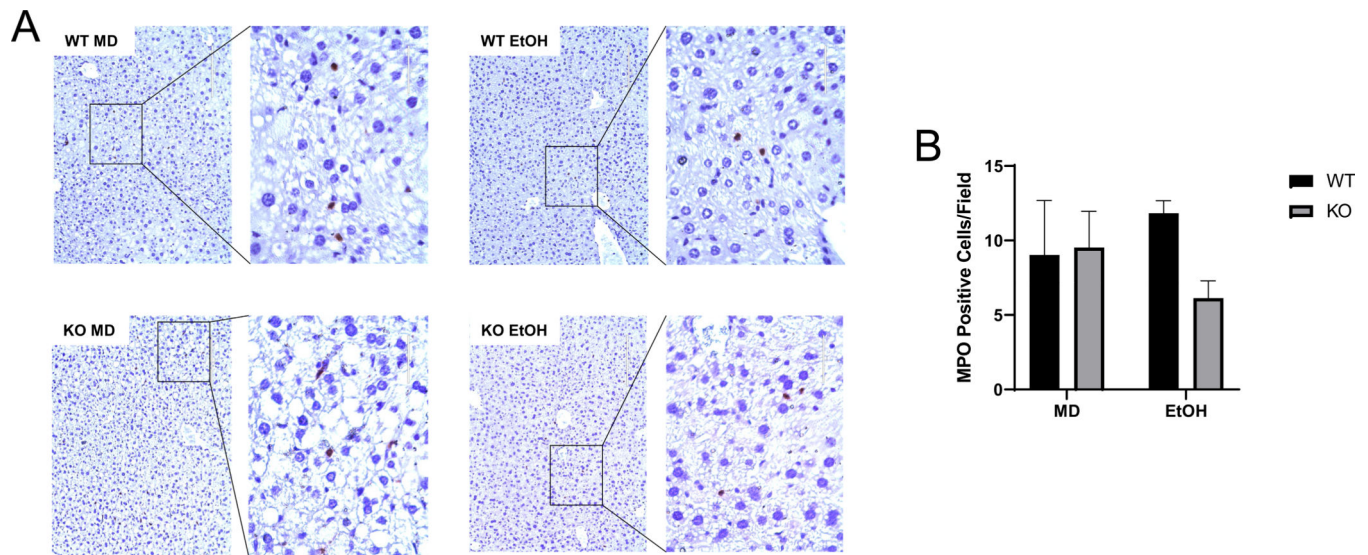 A
WT MD
WT EtOH
KO MD
KO EtOH
B
MPO Positive Cells/Field
15
10
5
0
MD
EtOH
WT
KO